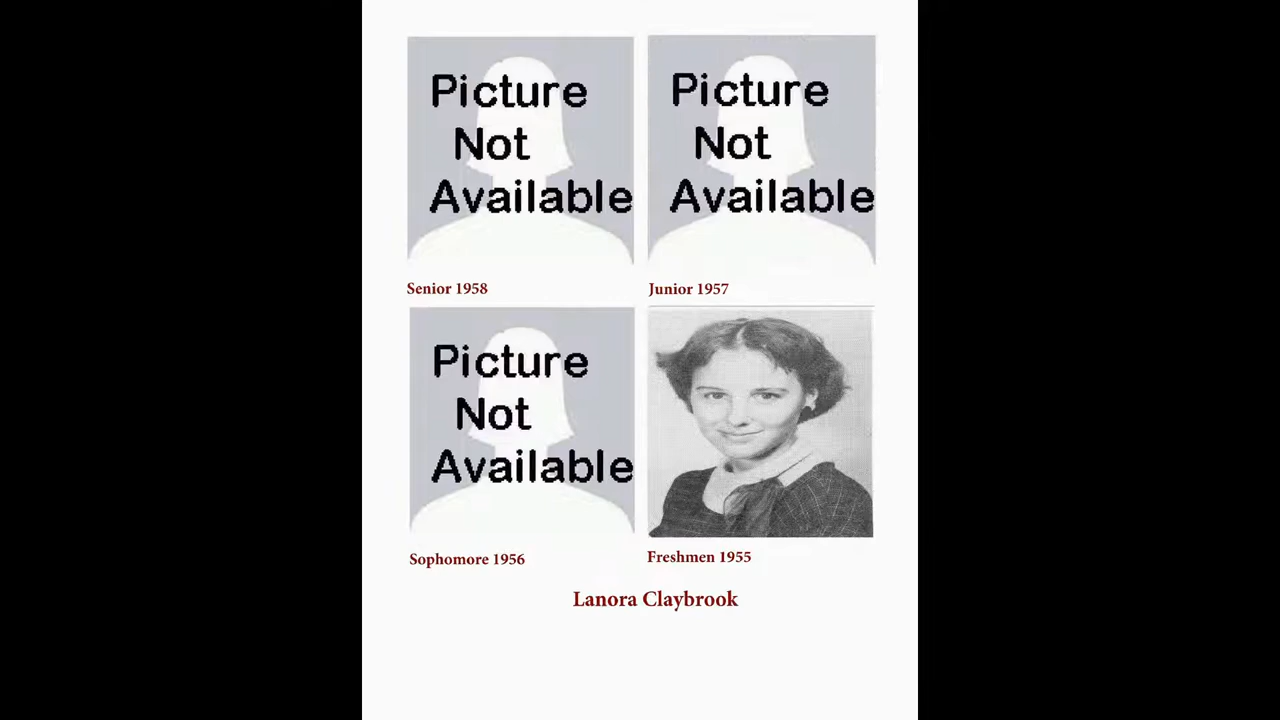 Picture
Not
Available
Senior 1958
Picture
Not
Available
Junior 1957
Picture
Not
Available
Sophomore 1956
Freshmen 1955
Lanora Claybrook